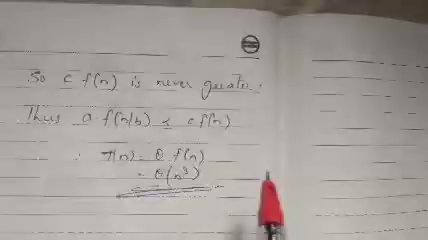 So c f(n) is never greater.
Thus a f(n/b) < c f(n)
∴ T(n) = θ f(n)
= θ(n³)